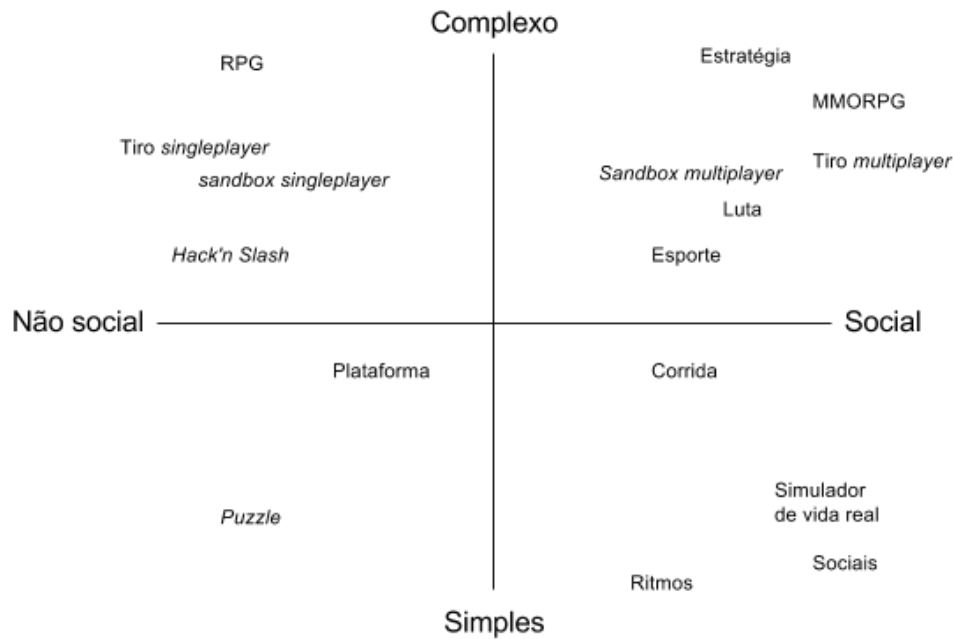 Complexo
RPG
Estratégia
MMORPG
Tiro singleplayer
Tiro multiplayer
sandbox singleplayer
Sandbox multiplayer
Luta
Hack'n Slash
Esporte
Não social
Social
Plataforma
Corrida
Simulador
de vida real
Puzzle
Sociais
Ritmos
Simples